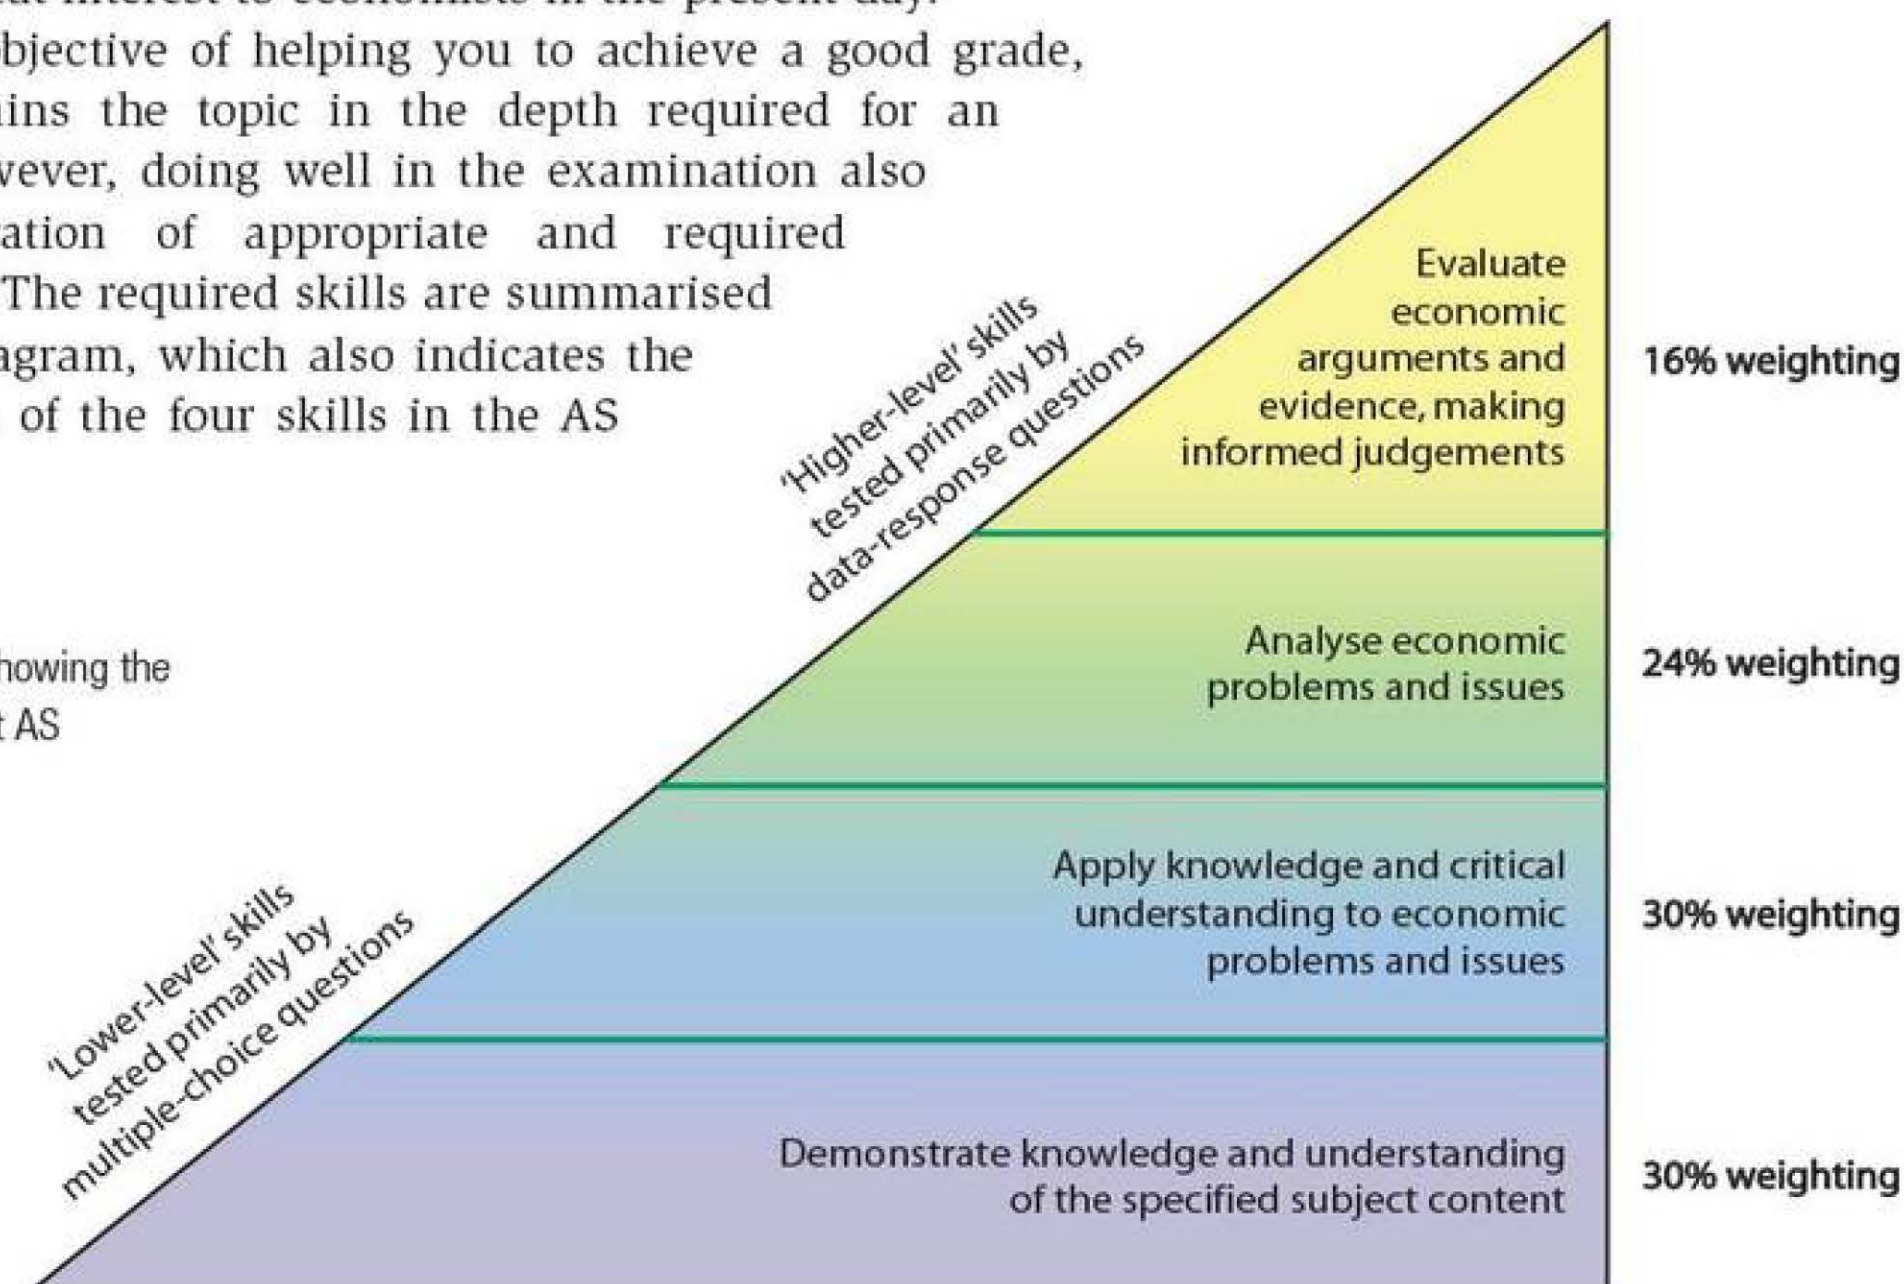 objective of helping you to achieve a good grade,
ins the topic in the depth required for an
wever, doing well in the examination also
ation of appropriate and required
The required skills are summarised
agram, which also indicates the
of the four skills in the AS
howing the
t AS
'Higher-level' skills
tested primarily by
data-response questions
'Lower-level' skills
tested primarily by
multiple-choice questions
Evaluate
economic
arguments and
evidence, making
informed judgements
16% weighting
Analyse economic
problems and issues
24% weighting
Apply knowledge and critical
understanding to economic
problems and issues
30% weighting
Demonstrate knowledge and understanding
of the specified subject content
30% weighting